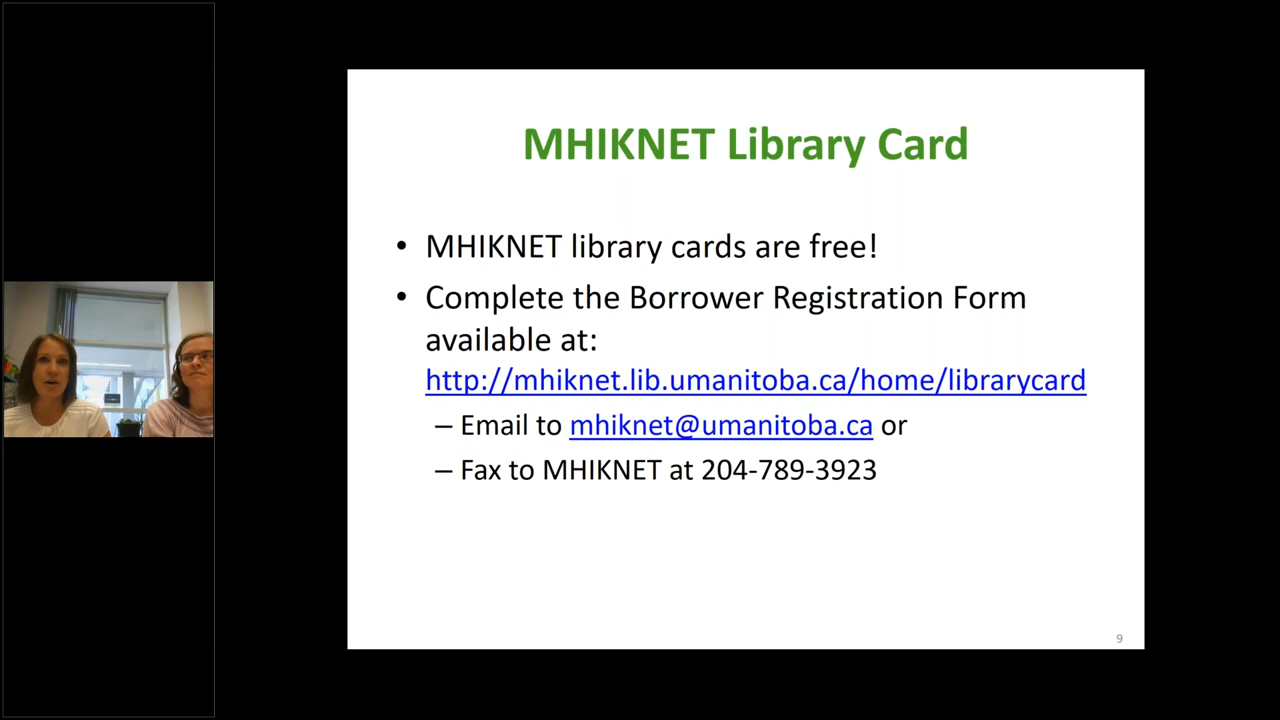 MHIKNET Library Card
• MHIKNET library cards are free!
• Complete the Borrower Registration Form
available at:
http://mhiknet.lib.umanitoba.ca/home/librarycard
– Email to mhiknet@umanitoba.ca or
– Fax to MHIKNET at 204-789-3923
9